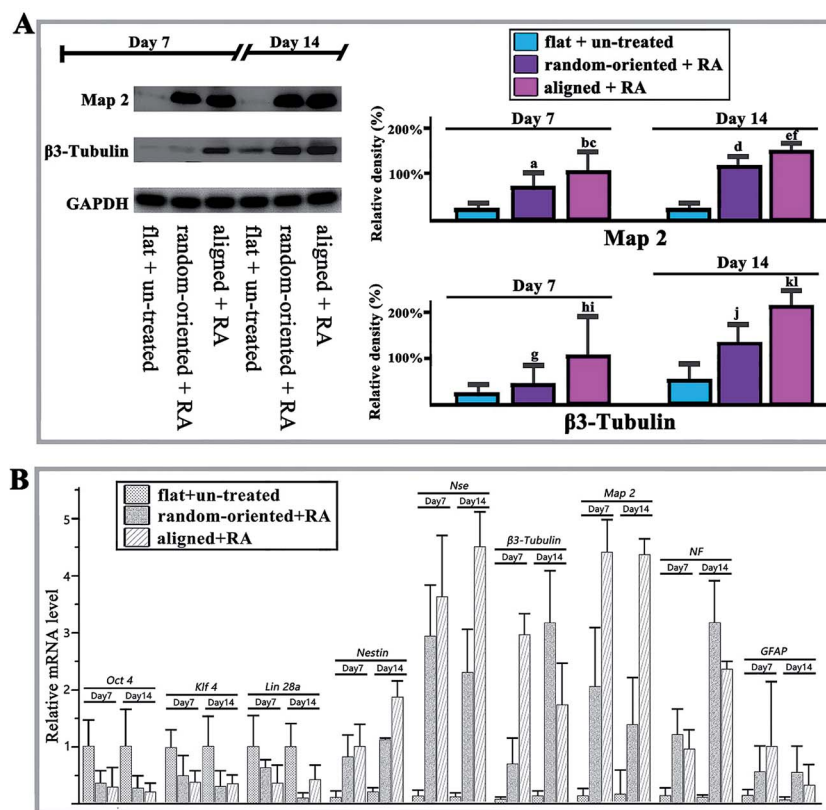 A
Day 7
Day 14
Map 2
β3-Tubulin
GAPDH
flat + un-treated
random-oriented + RA
aligned + RA
flat + un-treated
random-oriented + RA
aligned + RA
flat + un-treated
random-oriented + RA
aligned + RA
Relative density (%)
200%
100%
Day 7
Day 14
a
bc
d
ef
Map 2
Relative density (%)
200%
100%
Day 7
Day 14
g
hi
j
kl
β3-Tubulin
B
flat+un-treated
random-oriented+RA
aligned+RA
Relative mRNA level
5
4
3
2
1
Oct 4
Day7 Day14
Klf 4
Day7 Day14
Lin 28a
Day7 Day14
Nestin
Day7 Day14
Nse
Day7 Day14
β3-Tubulin
Day7 Day14
Map 2
Day7 Day14
NF
Day7 Day14
GFAP
Day7 Day14